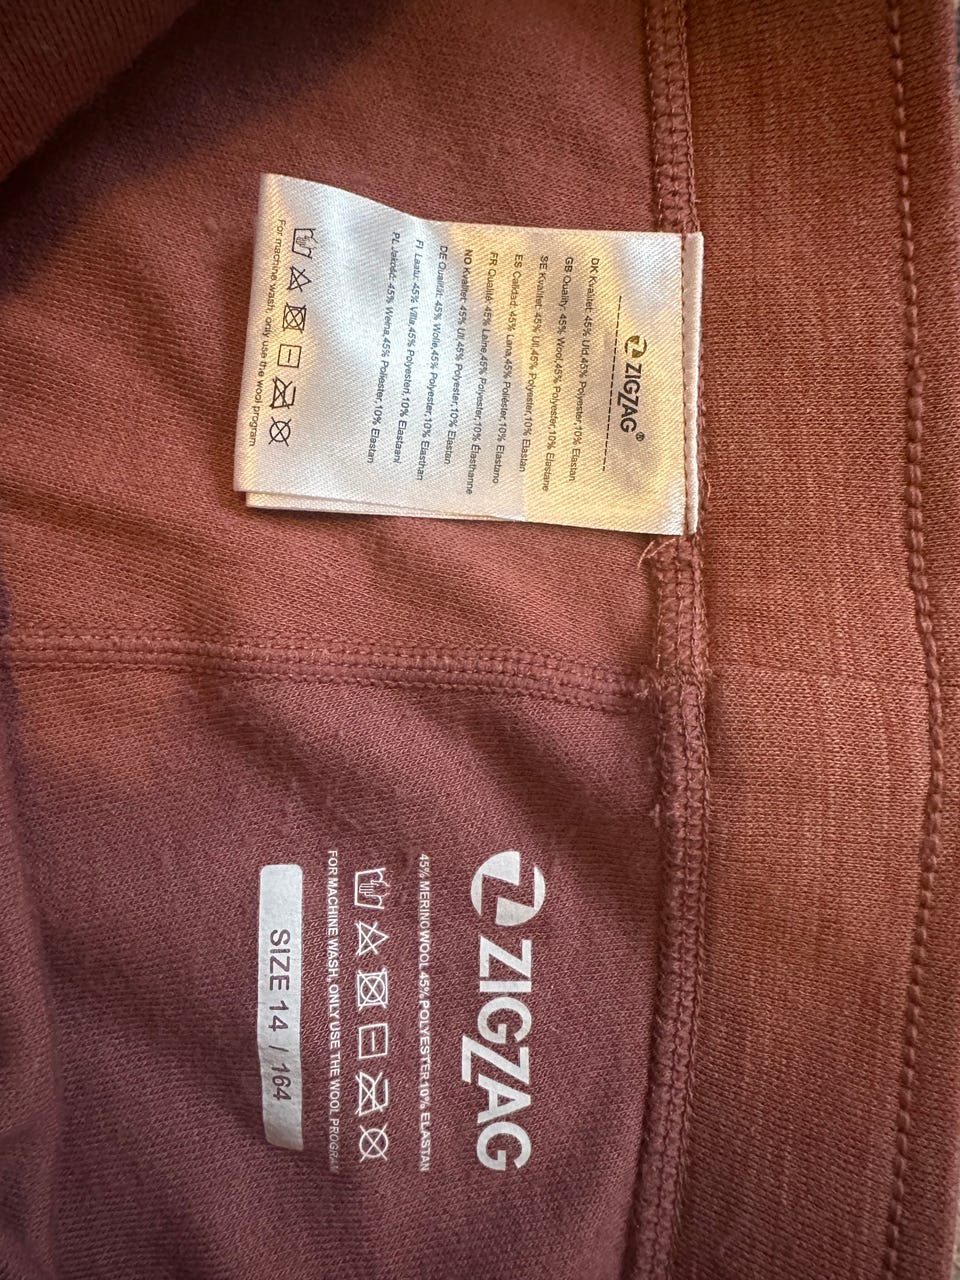 ZIGZAG®
DK Kvalitet: 45% Uld,45% Polyester,10% Elastan
GB Quality: 45% Wool,45% Polyester,10% Elastane
SE Kvalitet: 45% Ull,45% Polyester,10% Elastan
ES Calidad: 45% Lana,45% Poliéster,10% Elastano
FR Qualité: 45% Laine,45% Polyester,10% Élasthanne
NO Kvalitet: 45% Ull,45% Polyester,10% Elastan
DE Qualität: 45% Wolle,45% Polyester,10% Elasthan
FI Laatu: 45% Villa,45% Polyesteri,10% Elastaani
PL Jakość: 45% Wełna,45% Poliester,10% Elastan
For machine wash, only use the wool program
ZIGZAG
45% MERINO WOOL 45% POLYESTER 10% ELASTAN
FOR MACHINE WASH, ONLY USE THE WOOL PROGRAM
SIZE 14 / 164